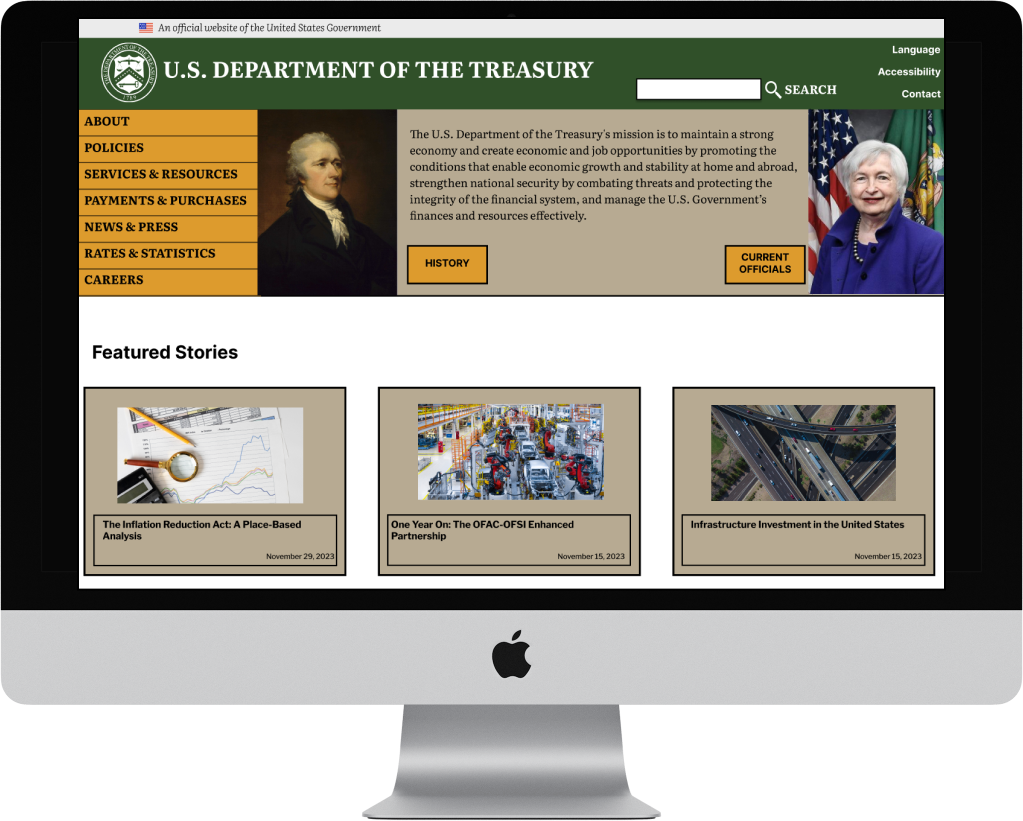 An official website of the United States Government
U.S. DEPARTMENT OF THE TREASURY
1789
SEARCH
Language
Accessibility
Contact
ABOUT
POLICIES
SERVICES & RESOURCES
PAYMENTS & PURCHASES
NEWS & PRESS
RATES & STATISTICS
CAREERS
The U.S. Department of the Treasury's mission is to maintain a strong
economy and create economic and job opportunities by promoting the
conditions that enable economic growth and stability at home and abroad,
strengthen national security by combating threats and protecting the
integrity of the financial system, and manage the U.S. Government's
finances and resources effectively.
HISTORY
CURRENT
OFFICIALS
Featured Stories
The Inflation Reduction Act: A Place-Based
Analysis
November 29, 2023
One Year On: The OFAC-OFSI Enhanced
Partnership
November 15, 2023
Infrastructure Investment in the United States
November 15, 2023